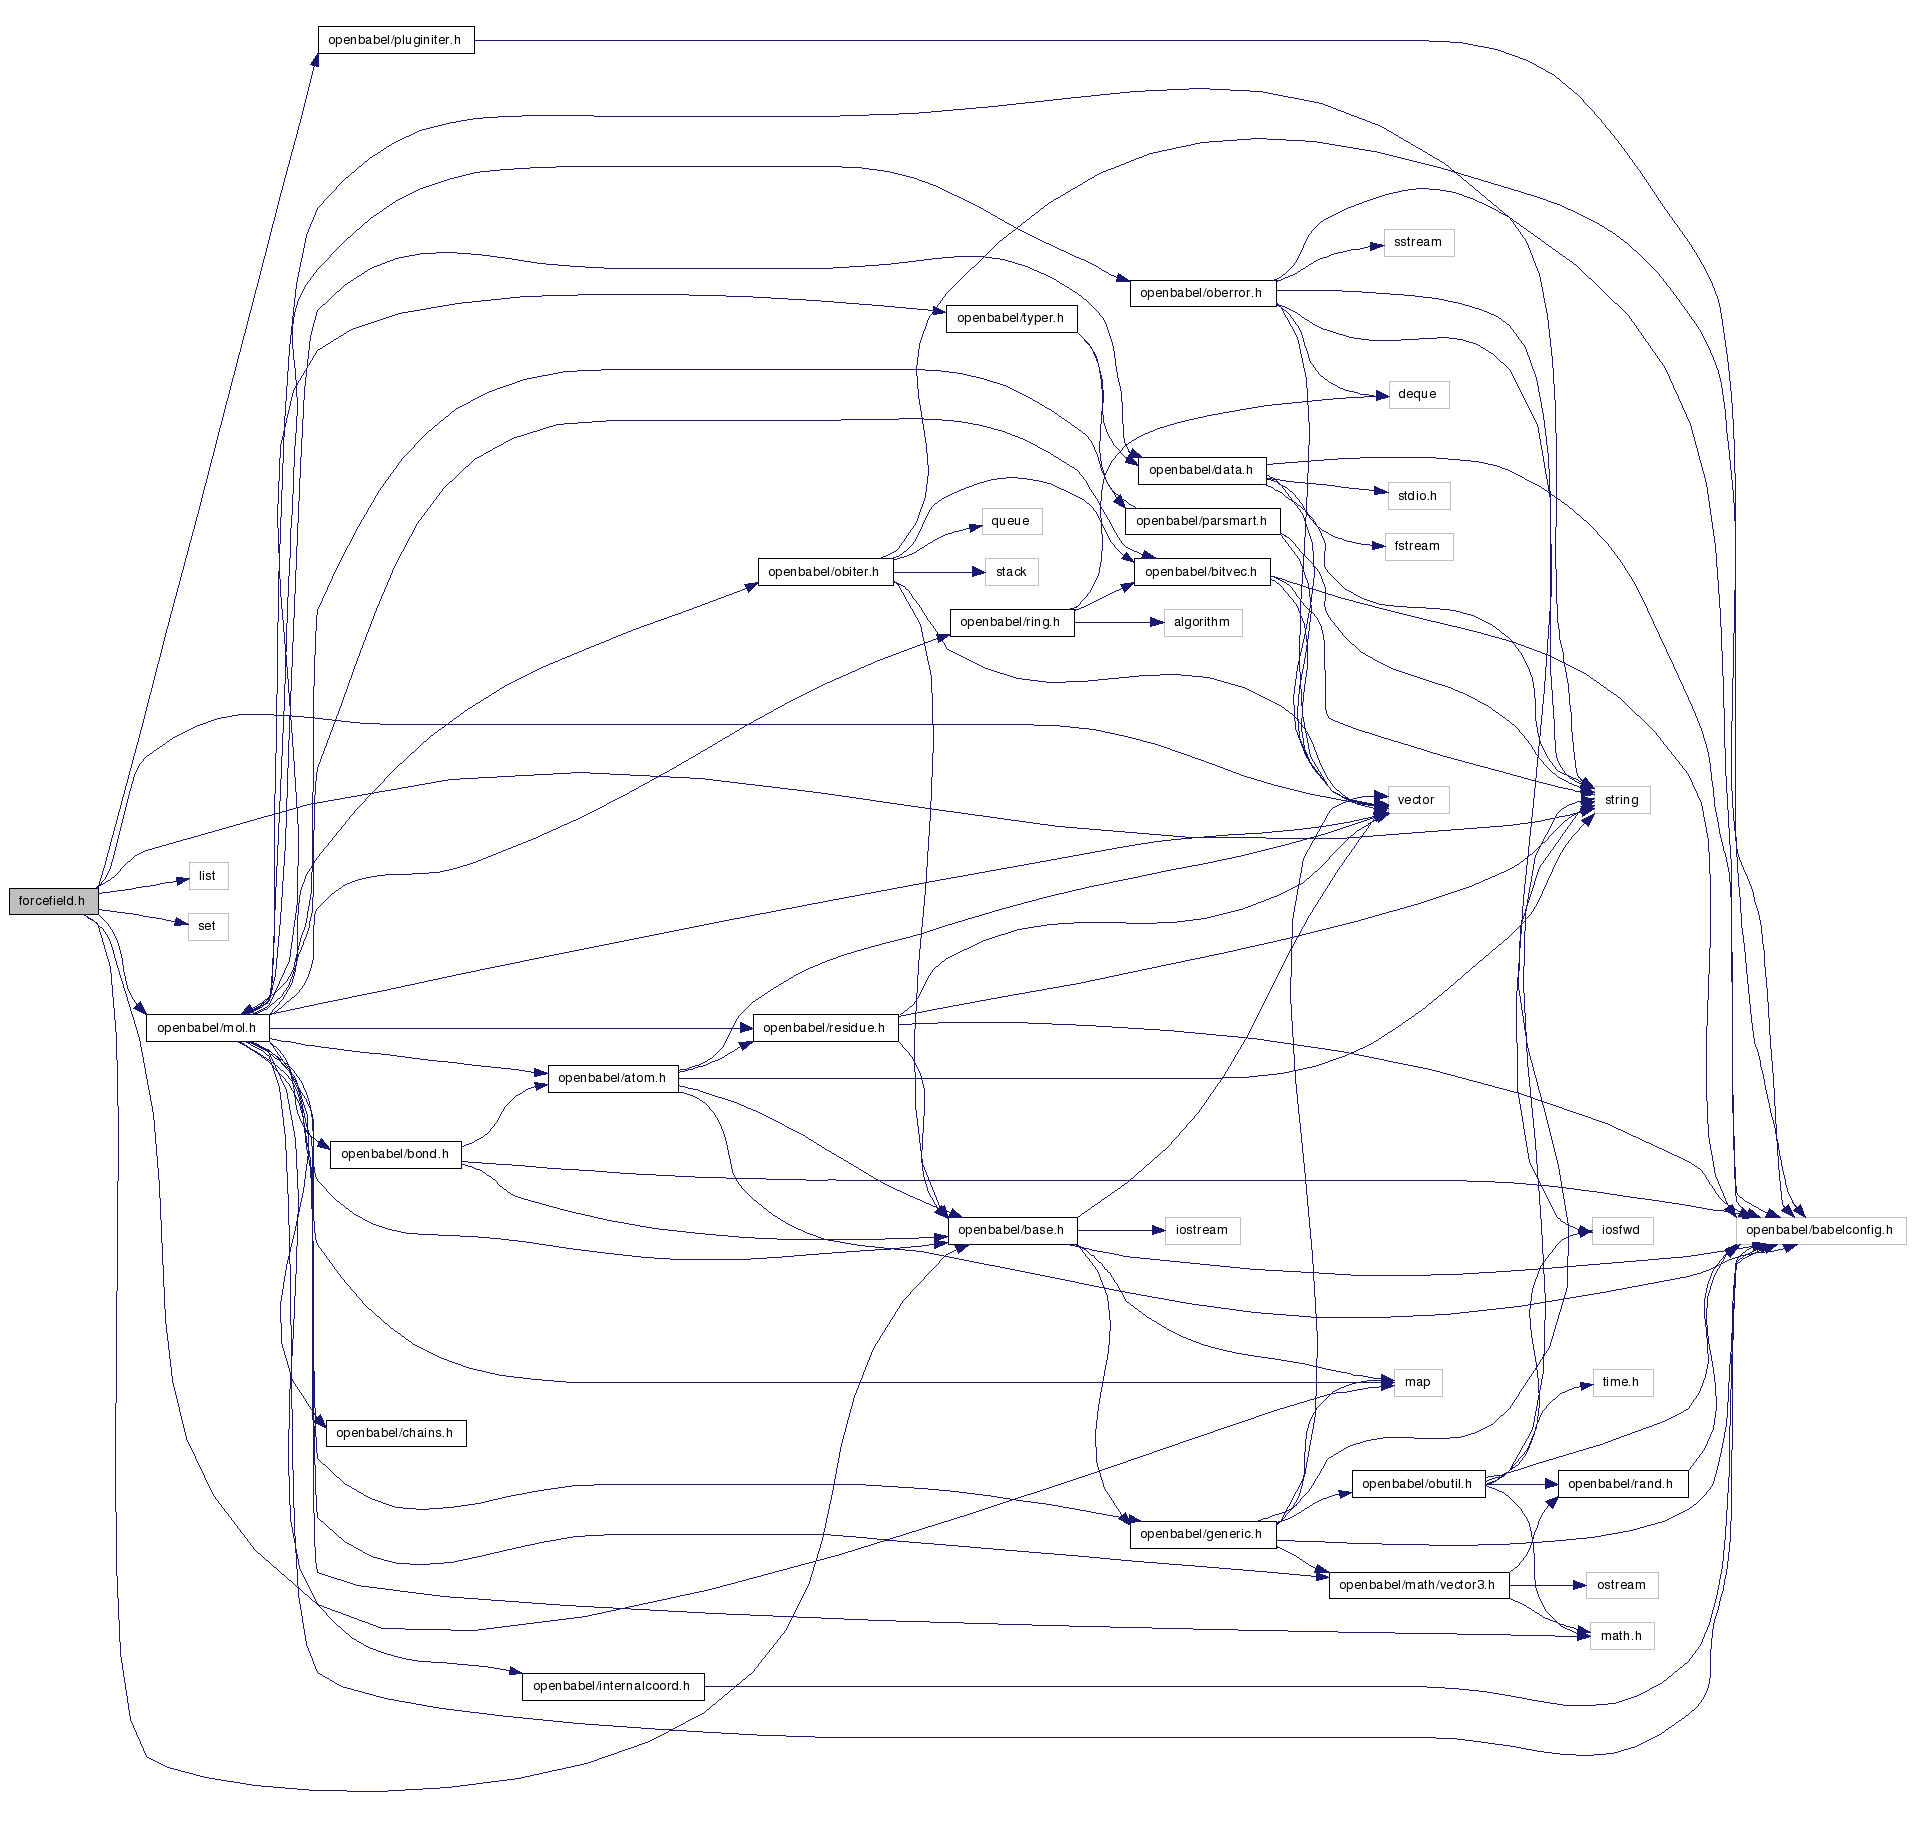 openbabel/pluginiter.h
sstream
openbabel/oberror.h
openbabel/typer.h
deque
openbabel/data.h
stdio.h
queue
openbabel/parsmart.h
fstream
openbabel/obiter.h
stack
openbabel/bitvec.h
openbabel/ring.h
algorithm
vector
string
list
forcefield.h
set
openbabel/mol.h
openbabel/residue.h
openbabel/atom.h
openbabel/bond.h
openbabel/base.h
iostream
iosfwd
openbabel/babelconfig.h
map
time.h
openbabel/chains.h
openbabel/obutil.h
openbabel/rand.h
openbabel/generic.h
openbabel/math/vector3.h
ostream
math.h
openbabel/internalcoord.h